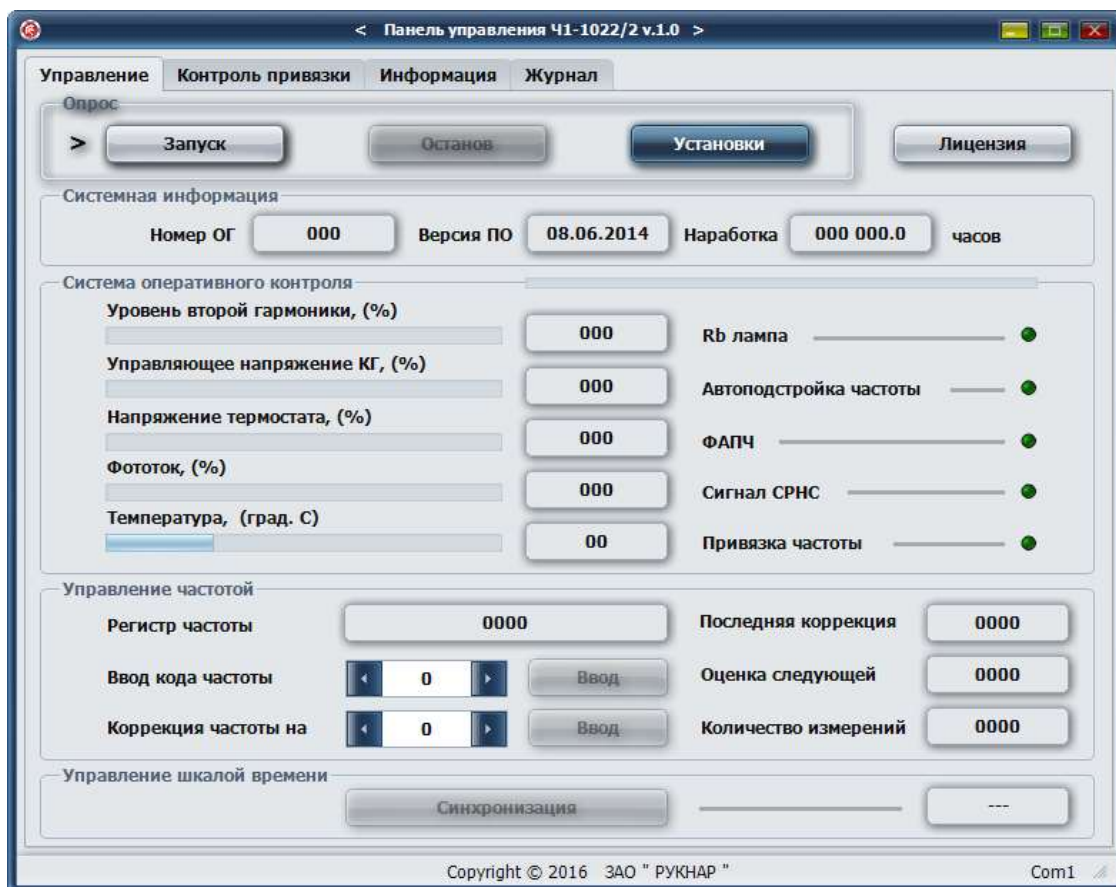 < Панель управления Ч1-1022/2 v.1.0 >
Управление Контроль привязки Информация Журнал
Опрос
> Запуск Останов Установки Лицензия
Системная информация
Номер ОГ 000 Версия ПО 08.06.2014 Наработка 000 000.0 часов
Система оперативного контроля
Уровень второй гармоники, (%)
000 Rb лампа
Управляющее напряжение КГ, (%)
000 Автоподстройка частоты
Напряжение термостата, (%)
000 ФАПЧ
Фототок, (%)
000 Сигнал СРНС
Температура, (град. С)
00 Привязка частоты
Управление частотой
Регистр частоты 0000 Последняя коррекция 0000
Ввод кода частоты 0 Ввод Оценка следующей 0000
Коррекция частоты на 0 Ввод Количество измерений 0000
Управление шкалой времени
Синхронизация ---
Copyright © 2016 ЗАО " РУКНАР " Com1